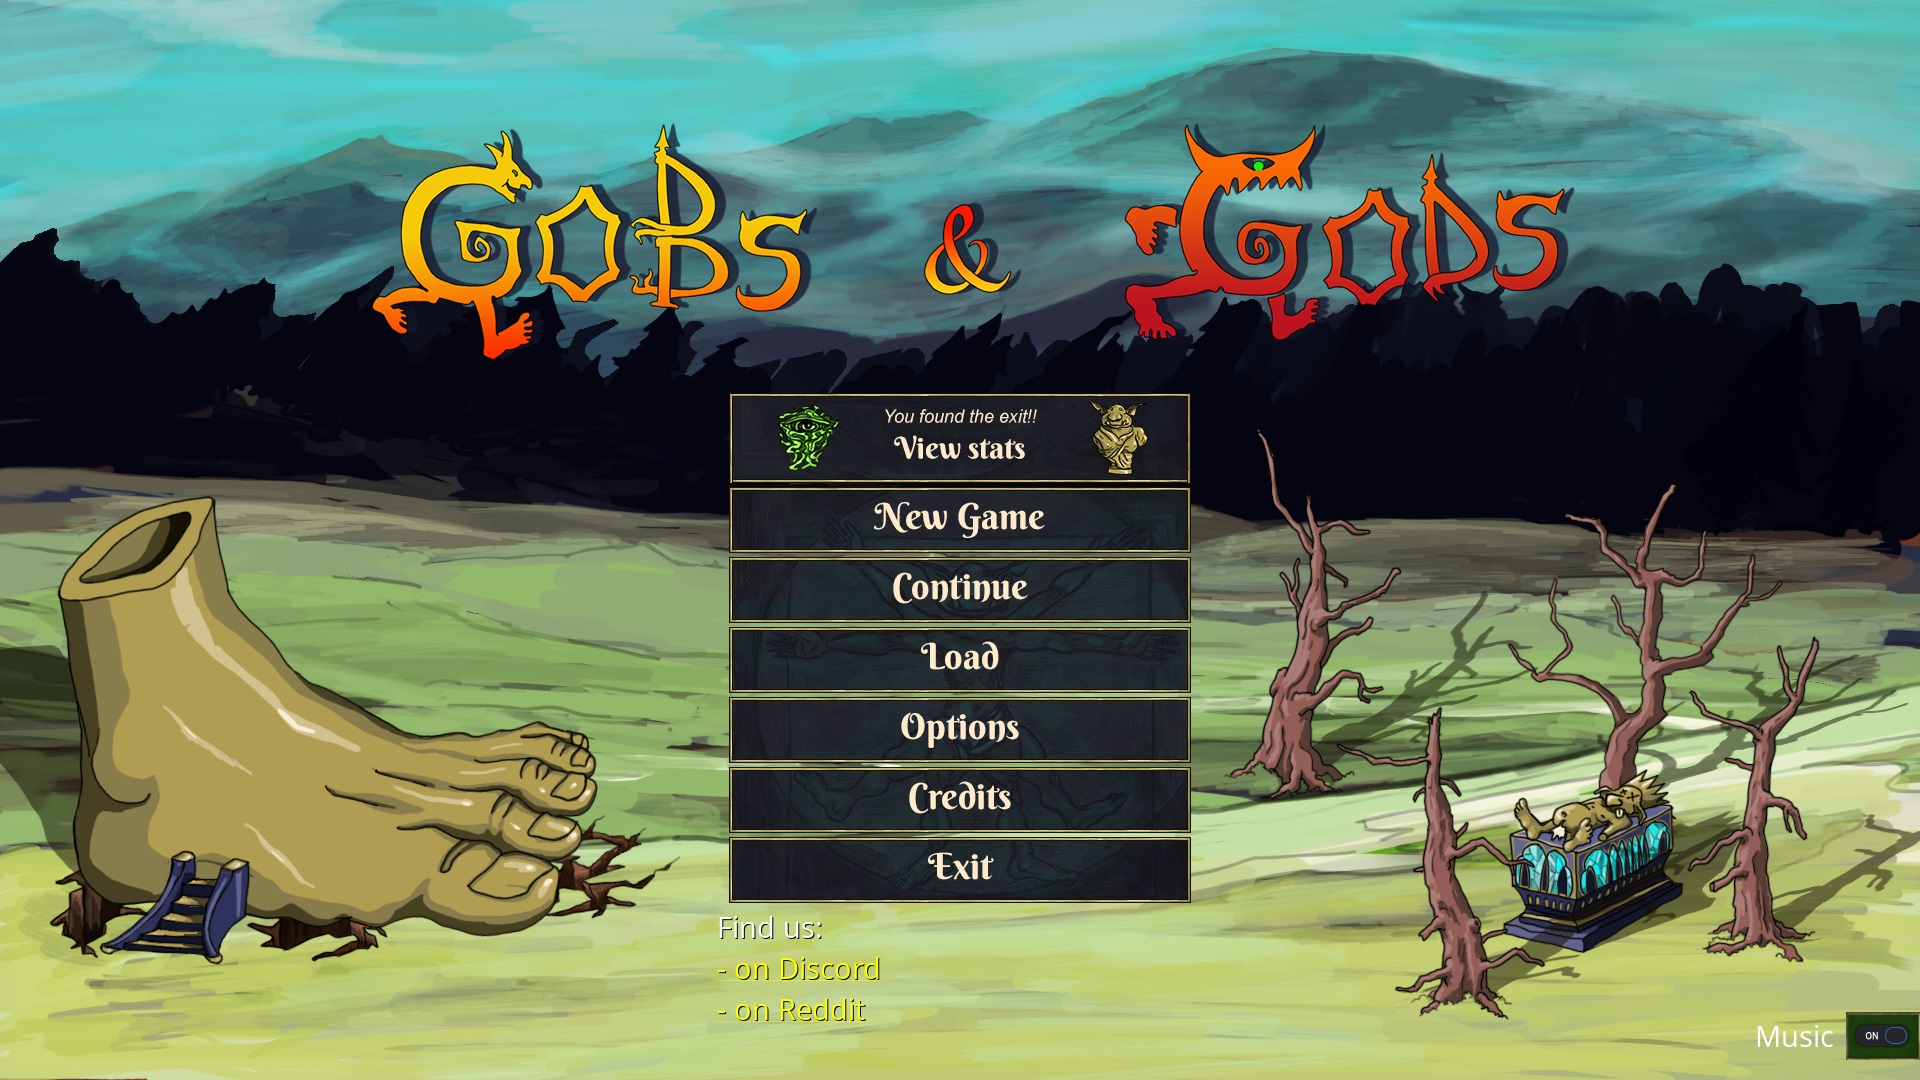 GOBS & GODS
You found the exit!!
View stats
New Game
Continue
Load
Options
Credits
Exit
Find us:
- on Discord
- on Reddit
Music ON